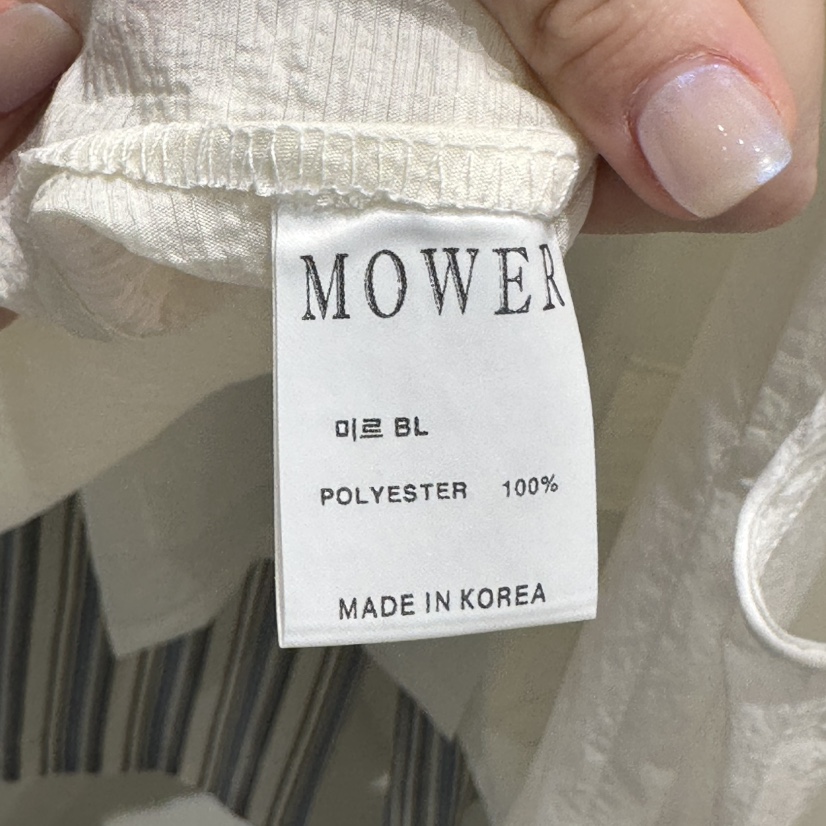 MOWER
미르 BL
POLYESTER 100%
MADE IN KOREA